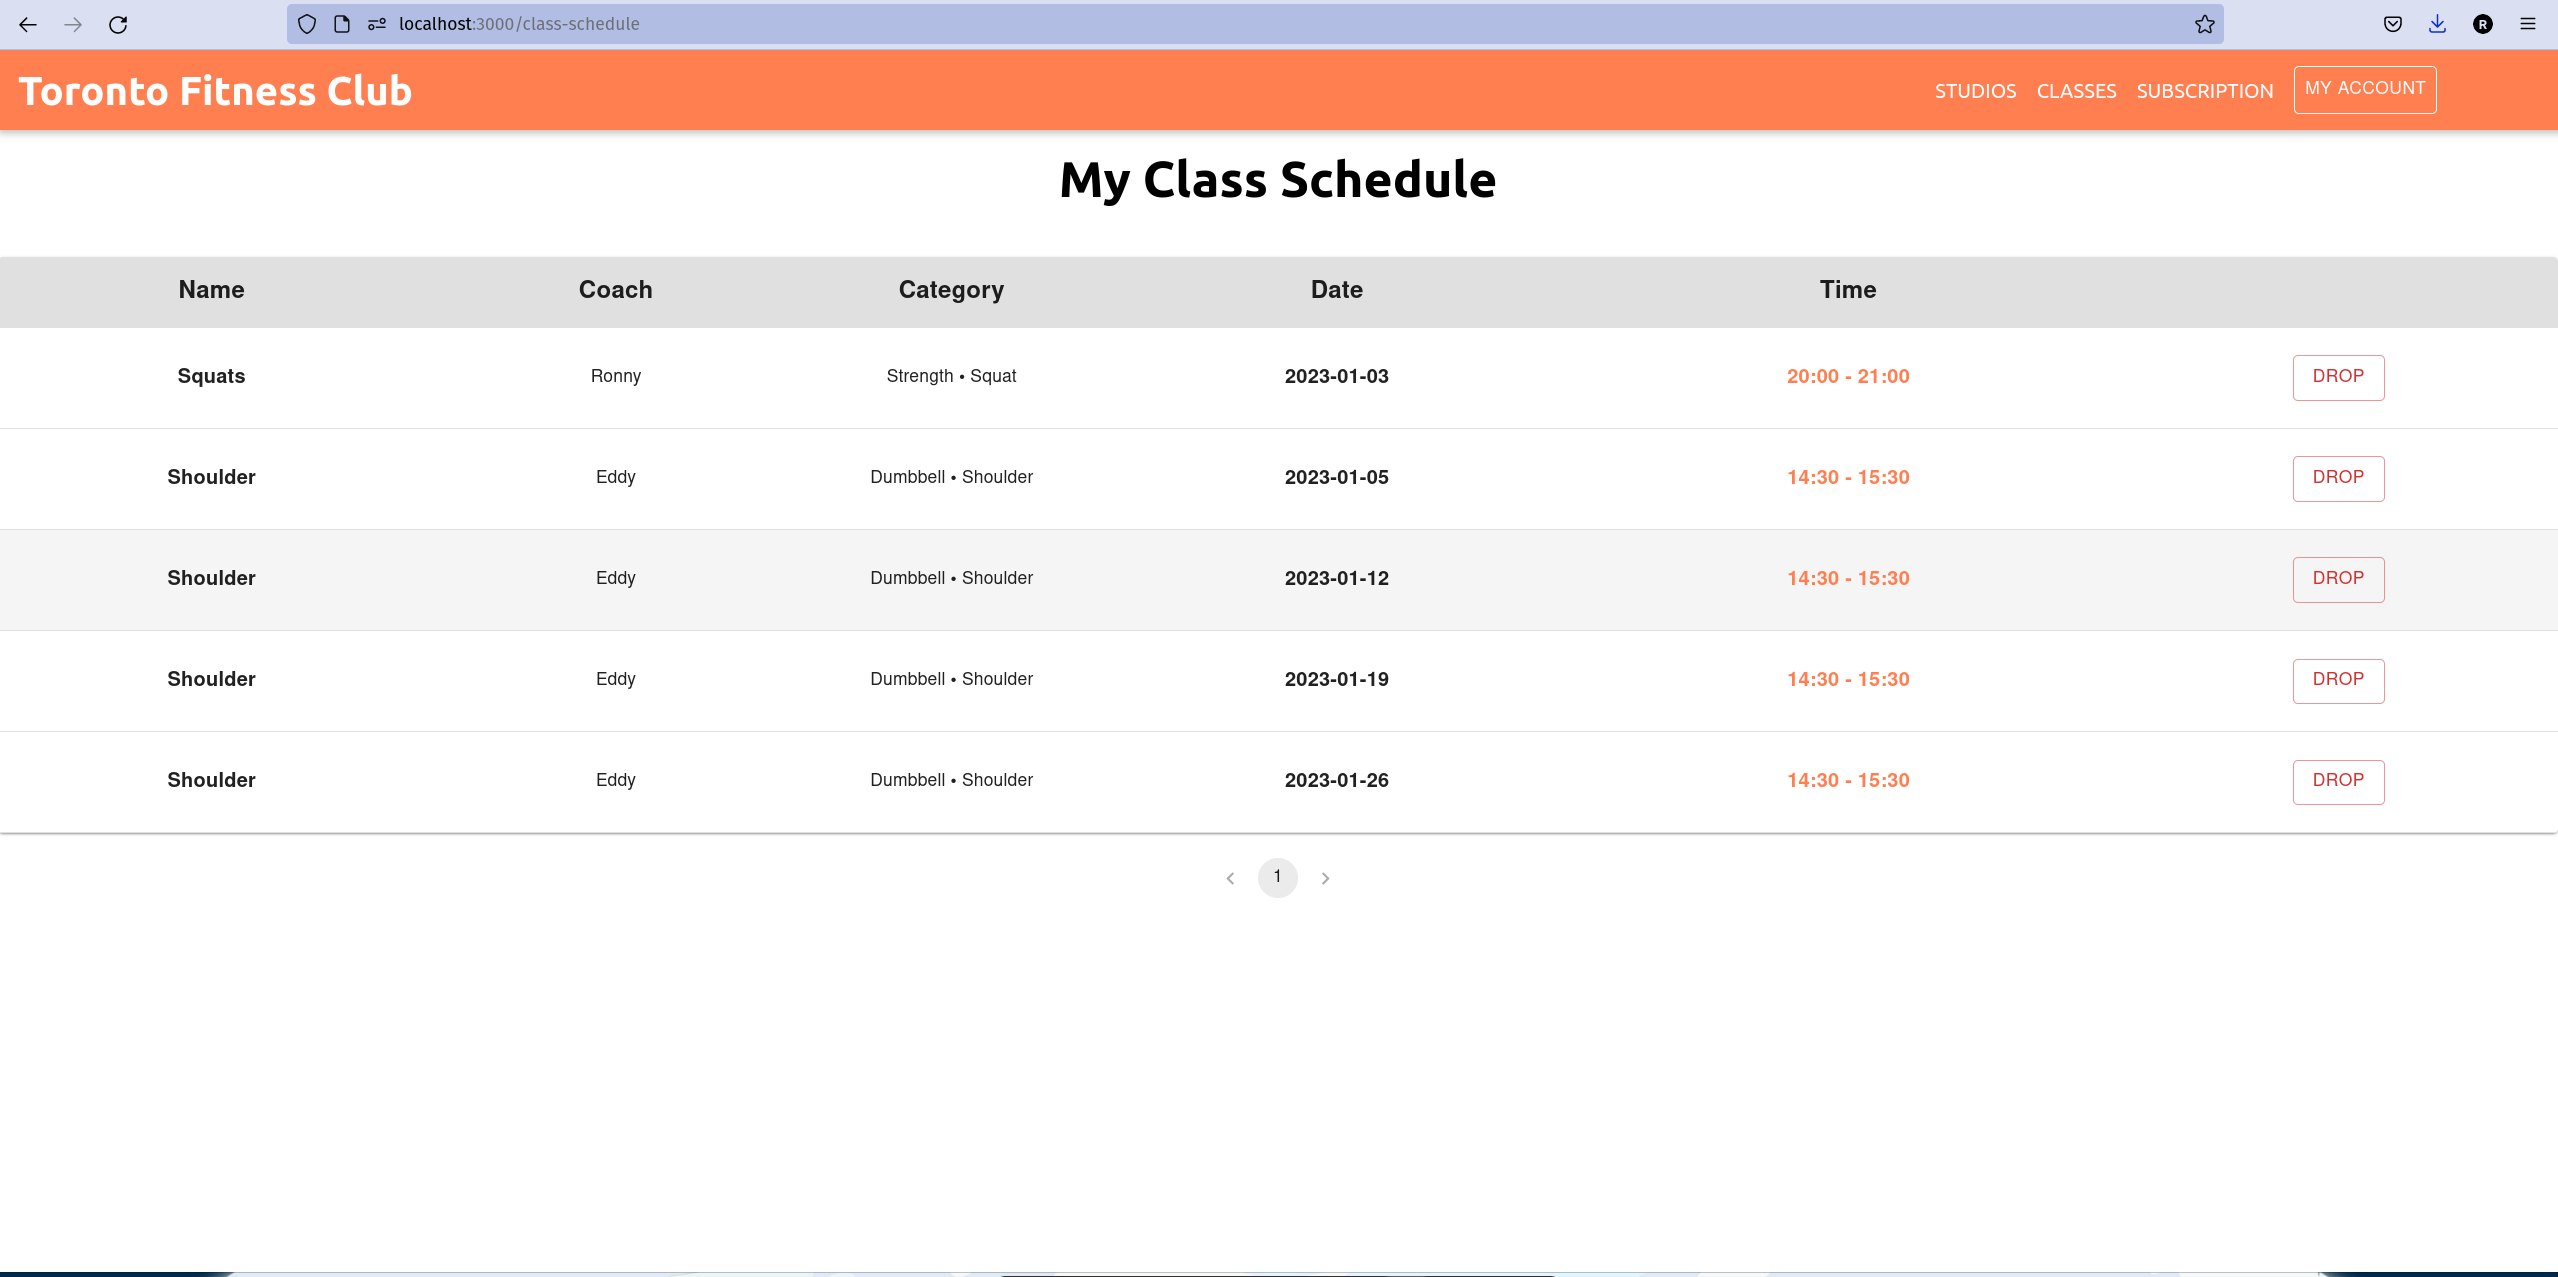 localhost:3000/class-schedule
R
Toronto Fitness Club
STUDIOS CLASSES SUBSCRIPTION MY ACCOUNT
My Class Schedule
Name Coach Category Date Time
Squats Ronny Strength • Squat 2023-01-03 20:00 - 21:00 DROP
Shoulder Eddy Dumbbell • Shoulder 2023-01-05 14:30 - 15:30 DROP
Shoulder Eddy Dumbbell • Shoulder 2023-01-12 14:30 - 15:30 DROP
Shoulder Eddy Dumbbell • Shoulder 2023-01-19 14:30 - 15:30 DROP
Shoulder Eddy Dumbbell • Shoulder 2023-01-26 14:30 - 15:30 DROP
1